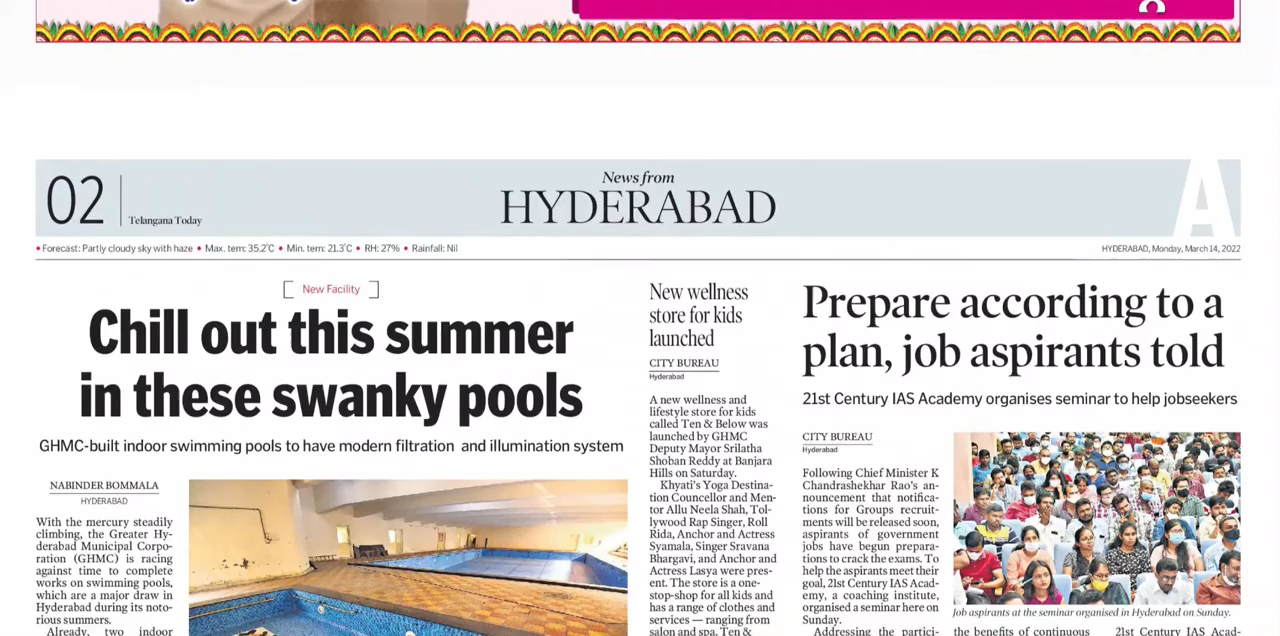 02
Telangana Today
News from
HYDERABAD
A
• Forecast: Partly cloudy sky with haze • Max. tem: 35.2°C • Min. tem: 21.3°C • RH: 27% • Rainfall: Nil
HYDERABAD, Monday, March 14, 2022
[ New Facility ]
Chill out this summer
in these swanky pools
GHMC-built indoor swimming pools to have modern filtration and illumination system
NABINDER BOMMALA
HYDERABAD
With the mercury steadily
climbing, the Greater Hy-
derabad Municipal Corpo-
ration (GHMC) is racing
against time to complete
works on swimming pools,
which are a major draw in
Hyderabad during its noto-
rious summers.
Already, two indoor
New wellness
store for kids
launched
CITY BUREAU
Hyderabad
A new wellness and
lifestyle store for kids
called Ten & Below was
launched by GHMC
Deputy Mayor Srilatha
Shoban Reddy at Banjara
Hills on Saturday.
Khyati's Yoga Destina-
tion Councellor and Men-
tor Allu Neela Shah, Tol-
lywood Rap Singer, Roll
Rida, Anchor and Actress
Syamala, Singer Sravana
Bhargavi, and Anchor and
Actress Lasya were pres-
ent. The store is a one-
stop-shop for all kids and
has a range of clothes and
services — ranging from
salon and spa. Ten &
Prepare according to a
plan, job aspirants told
21st Century IAS Academy organises seminar to help jobseekers
CITY BUREAU
Hyderabad
Following Chief Minister K
Chandrashekhar Rao's an-
nouncement that notifica-
tions for Groups recruit-
ments will be released soon,
aspirants of government
jobs have begun prepara-
tions to crack the exams. To
help the aspirants meet their
goal, 21st Century IAS Acad-
emy, a coaching institute,
organised a seminar here on
Sunday.
Addressing the partici-
Job aspirants at the seminar organised in Hyderabad on Sunday.
the benefits of continuous
21st Century IAS Acad-